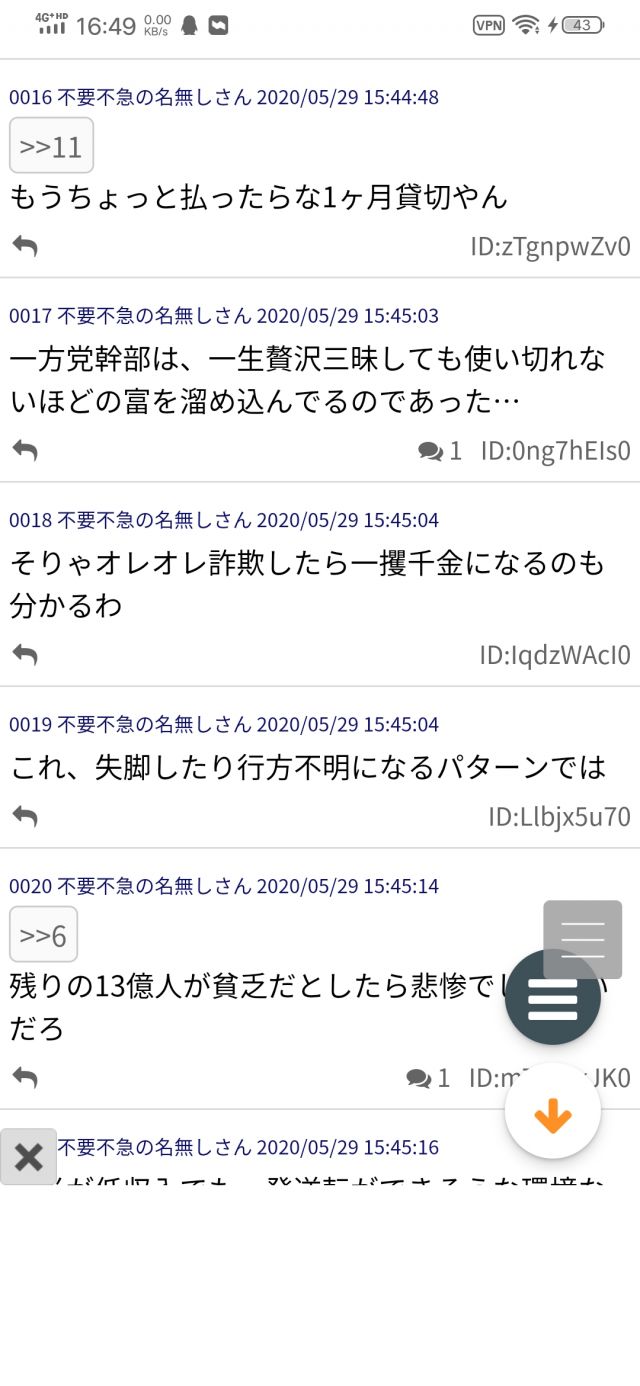 4G+HD 16:49 0.00 KB/s VPN 43
0016 不要不急の名無しさん 2020/05/29 15:44:48
>>11
もうちょっと払ったらな1ヶ月貸切やん
ID:zTgnpwZv0
0017 不要不急の名無しさん 2020/05/29 15:45:03
一方党幹部は、一生贅沢三昧しても使い切れな
いほどの富を溜め込んでるのであった…
1 ID:0ng7hEIs0
0018 不要不急の名無しさん 2020/05/29 15:45:04
そりゃオレオレ詐欺したら一攫千金になるのも
分かるわ
ID:IqdzWAcI0
0019 不要不急の名無しさん 2020/05/29 15:45:04
これ、失脚したり行方不明になるパターンでは
ID:Llbjx5u70
0020 不要不急の名無しさん 2020/05/29 15:45:14
>>6
残りの13億人が貧乏だとしたら悲惨で
だろ
1 ID:m JK0
不要不急の名無しさん 2020/05/29 15:45:16